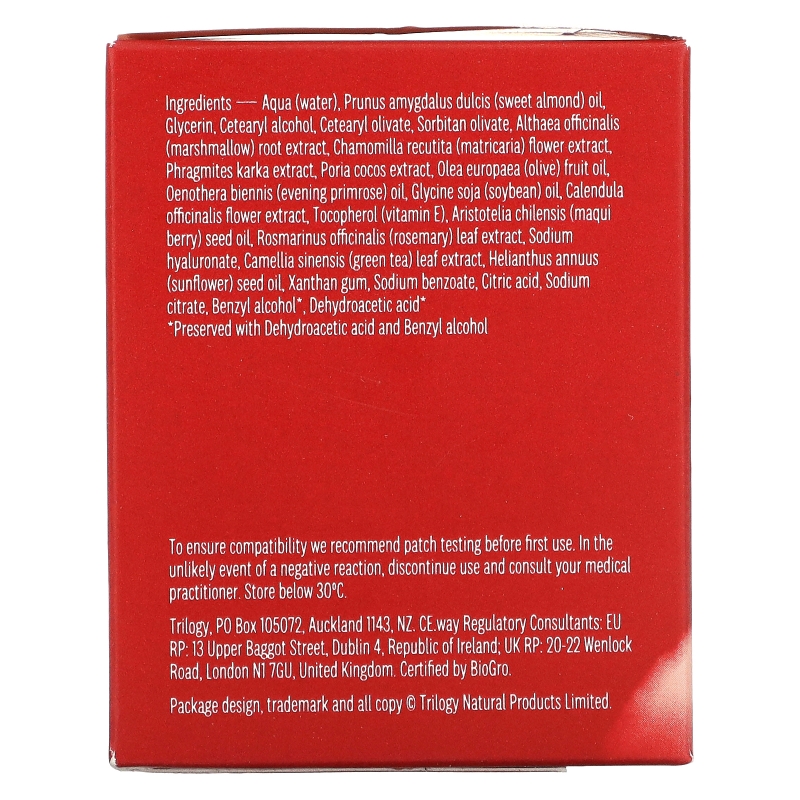 Ingredients — Aqua (water), Prunus amygdalus dulcis (sweet almond) oil,
Glycerin, Cetearyl alcohol, Cetearyl olivate, Sorbitan olivate, Althaea officinalis
(marshmallow) root extract, Chamomilla recutita (matricaria) flower extract,
Phragmites karka extract, Poria cocos extract, Olea europaea (olive) fruit oil,
Oenothera biennis (evening primrose) oil, Glycine soja (soybean) oil, Calendula
officinalis flower extract, Tocopherol (vitamin E), Aristotelia chilensis (maqui
berry) seed oil, Rosmarinus officinalis (rosemary) leaf extract, Sodium
hyaluronate, Camellia sinensis (green tea) leaf extract, Helianthus annuus
(sunflower) seed oil, Xanthan gum, Sodium benzoate, Citric acid, Sodium
citrate, Benzyl alcohol*, Dehydroacetic acid*
*Preserved with Dehydroacetic acid and Benzyl alcohol
To ensure compatibility we recommend patch testing before first use. In the
unlikely event of a negative reaction, discontinue use and consult your medical
practitioner. Store below 30ºC.
Trilogy, PO Box 105072, Auckland 1143, NZ. CE.way Regulatory Consultants: EU
RP: 13 Upper Baggot Street, Dublin 4, Republic of Ireland; UK RP: 20-22 Wenlock
Road, London N1 7GU, United Kingdom. Certified by BioGro.
Package design, trademark and all copy © Trilogy Natural Products Limited.